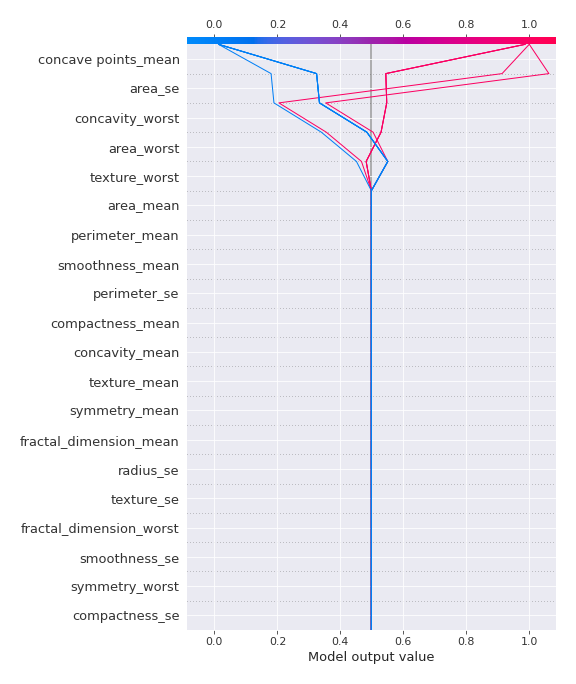 0.0 0.2 0.4 0.6 0.8 1.0
concave points_mean
area_se
concavity_worst
area_worst
texture_worst
area_mean
perimeter_mean
smoothness_mean
perimeter_se
compactness_mean
concavity_mean
texture_mean
symmetry_mean
fractal_dimension_mean
radius_se
texture_se
fractal_dimension_worst
smoothness_se
symmetry_worst
compactness_se
0.0 0.2 0.4 0.6 0.8 1.0
Model output value